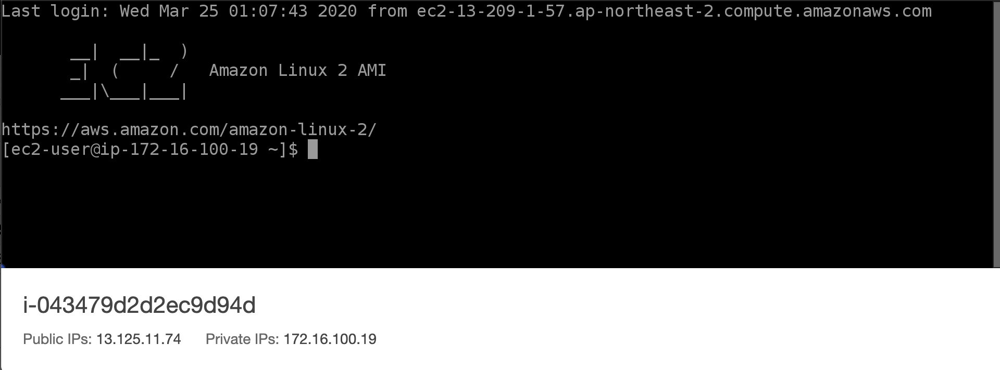 Last login: Wed Mar 25 01:07:43 2020 from ec2-13-209-1-57.ap-northeast-2.compute.amazonaws.com
       __|  __|_  )
       _|  (     /   Amazon Linux 2 AMI
      ___|\___|___|
https://aws.amazon.com/amazon-linux-2/
[ec2-user@ip-172-16-100-19 ~]$
i-043479d2d2ec9d94d
Public IPs: 13.125.11.74 Private IPs: 172.16.100.19